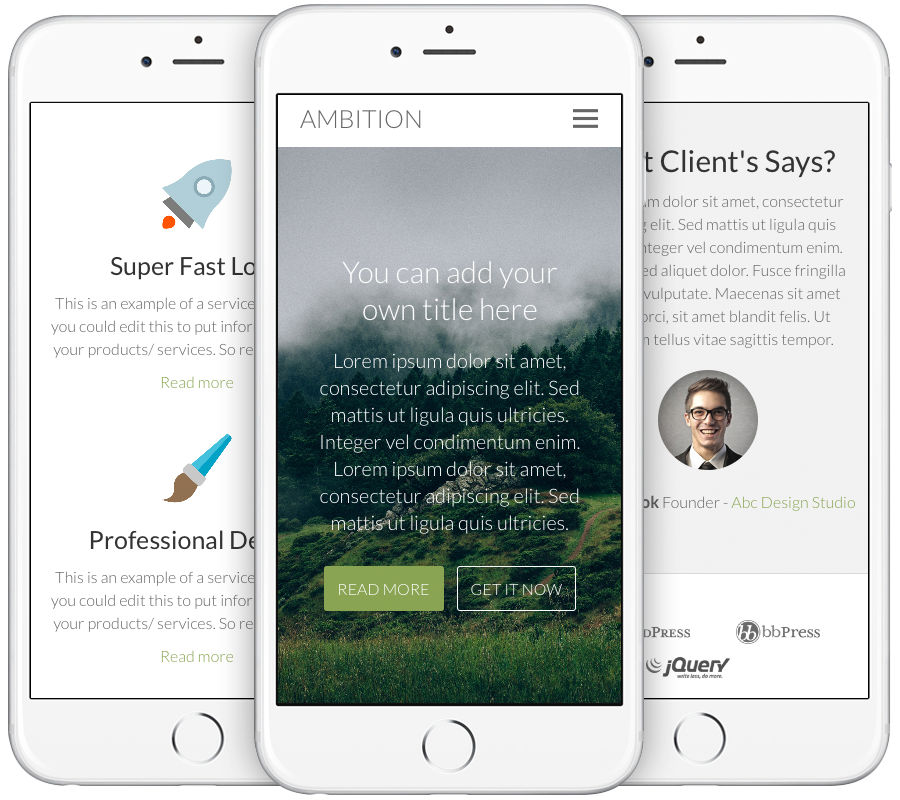 Super Fast Lo
This is an example of a service
you could edit this to put infor
your products/ services. So re
Read more
Professional De
This is an example of a service
you could edit this to put infor
your products/ services. So re
Read more
AMBITION
You can add your
own title here
Lorem ipsum dolor sit amet,
consectetur adipiscing elit. Sed
mattis ut ligula quis ultricies.
Integer vel condimentum enim.
Lorem ipsum dolor sit amet,
consectetur adipiscing elit. Sed
mattis ut ligula quis ultricies.
READ MORE
GET IT NOW
t Client's Says?
m dolor sit amet, consectetur
g elit. Sed mattis ut ligula quis
nteger vel condimentum enim.
ed aliquet dolor. Fusce fringilla
vulputate. Maecenas sit amet
orci, sit amet blandit felis. Ut
n tellus vitae sagittis tempor.
ok Founder - Abc Design Studio
DPRESS
bb bbPress
jQuery
write less, do more.